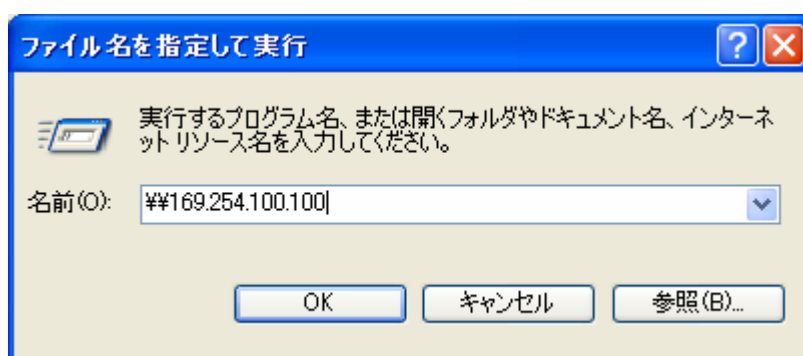 ファイル名を指定して実行
実行するプログラム名、または開くフォルダやドキュメント名、インターネ
ット リソース名を入力してください。
名前(O): ¥¥169.254.100.100
OK キャンセル 参照(B)...